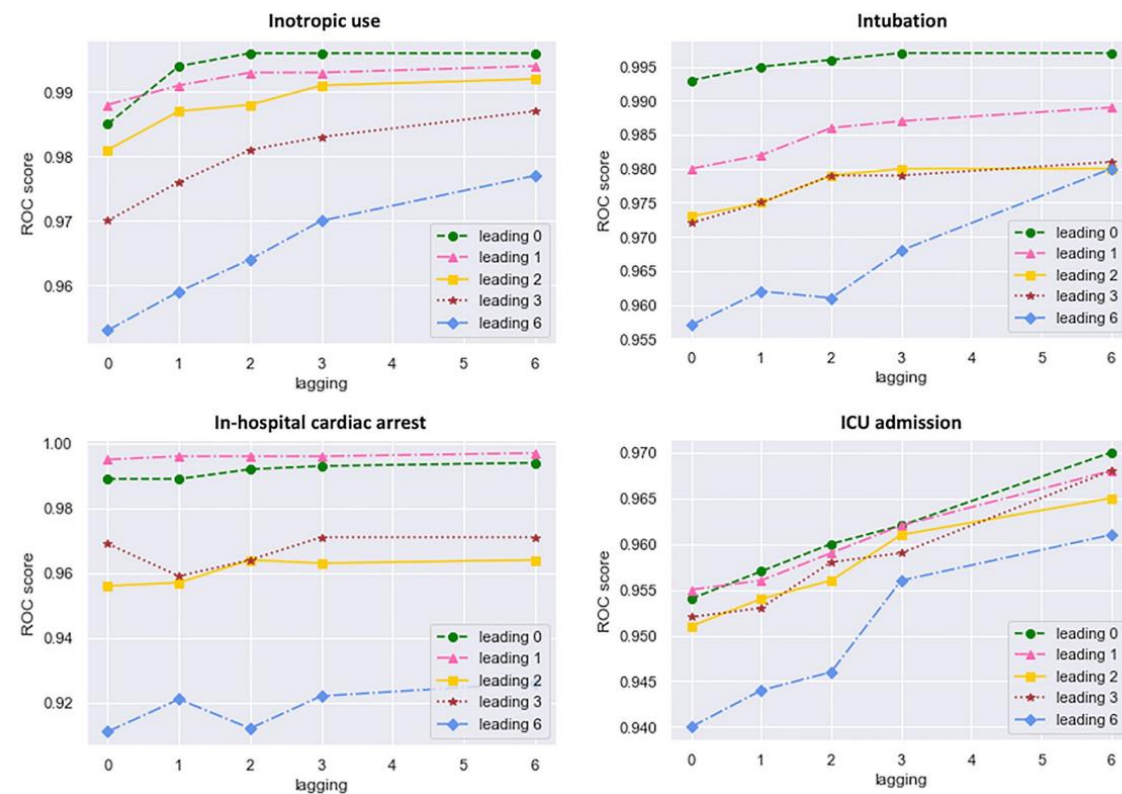 Inotropic use
ROC score
0.99
0.98
0.97
0.96
0 1 2 3 4 5 6
lagging
leading 0
leading 1
leading 2
leading 3
leading 6
Intubation
ROC score
0.995
0.990
0.985
0.980
0.975
0.970
0.965
0.960
0.955
0 1 2 3 4 5 6
lagging
leading 0
leading 1
leading 2
leading 3
leading 6
In-hospital cardiac arrest
ROC score
1.00
0.98
0.96
0.94
0.92
0 1 2 3 4 5 6
lagging
leading 0
leading 1
leading 2
leading 3
leading 6
ICU admission
ROC score
0.970
0.965
0.960
0.955
0.950
0.945
0.940
0 1 2 3 4 5 6
lagging
leading 0
leading 1
leading 2
leading 3
leading 6